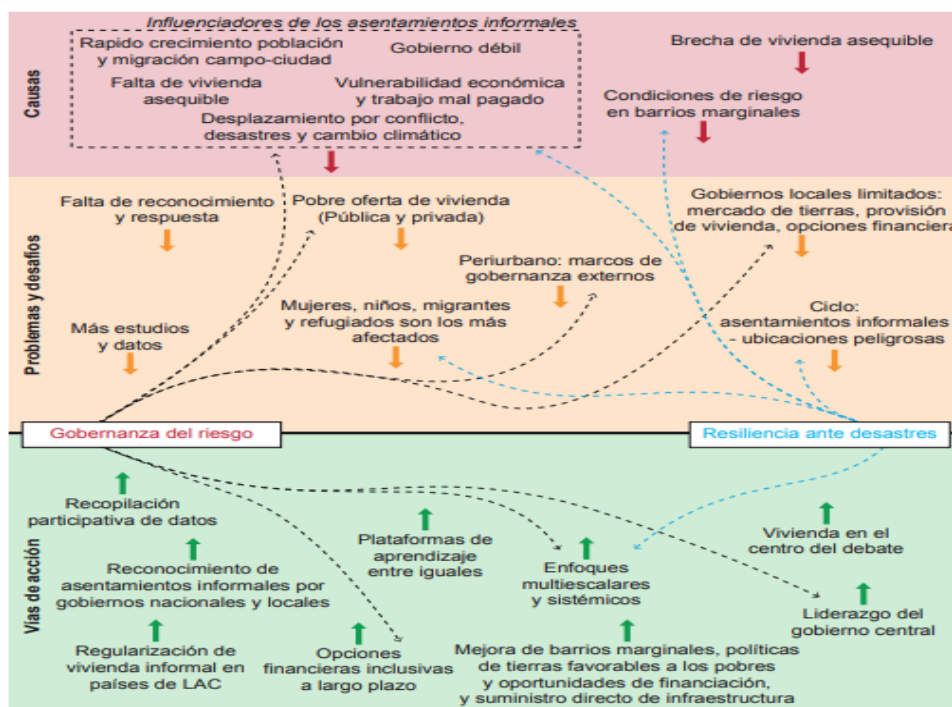 Influenciadores de los asentamientos informales
Rapido crecimiento población
y migración campo-ciudad
Gobierno débil
Falta de vivienda
asequible
Vulnerabilidad económica
y trabajo mal pagado
Desplazamiento por conflicto,
desastres y cambio climático
Brecha de vivienda asequible
Condiciones de riesgo
en barrios marginales
Causas
Falta de reconocimiento
y respuesta
Pobre oferta de vivienda
(Pública y privada)
Gobiernos locales limitados:
mercado de tierras, provisión
de vivienda, opciones financiera
Periurbano: marcos de
gobernanza externos
Más estudios
y datos
Mujeres, niños, migrantes
y refugiados son los más
afectados
Ciclo:
asentamientos informales
- ubicaciones peligrosas
Problemas y desafíos
Gobernanza del riesgo
Resiliencia ante desastres
Recopilación
participativa de datos
Plataformas de
aprendizaje
entre iguales
Vivienda en el
centro del debate
Reconocimiento de
asentamientos informales por
gobiernos nacionales y locales
Enfoques
multiescalares
y sistémicos
Liderazgo del
gobierno central
Regularización de
vivienda informal en
países de LAC
Opciones
financieras inclusivas
a largo plazo
Mejora de barrios marginales, políticas
de tierras favorables a los pobres
y oportunidades de financiación,
y suministro directo de infraestructura
Vías de acción